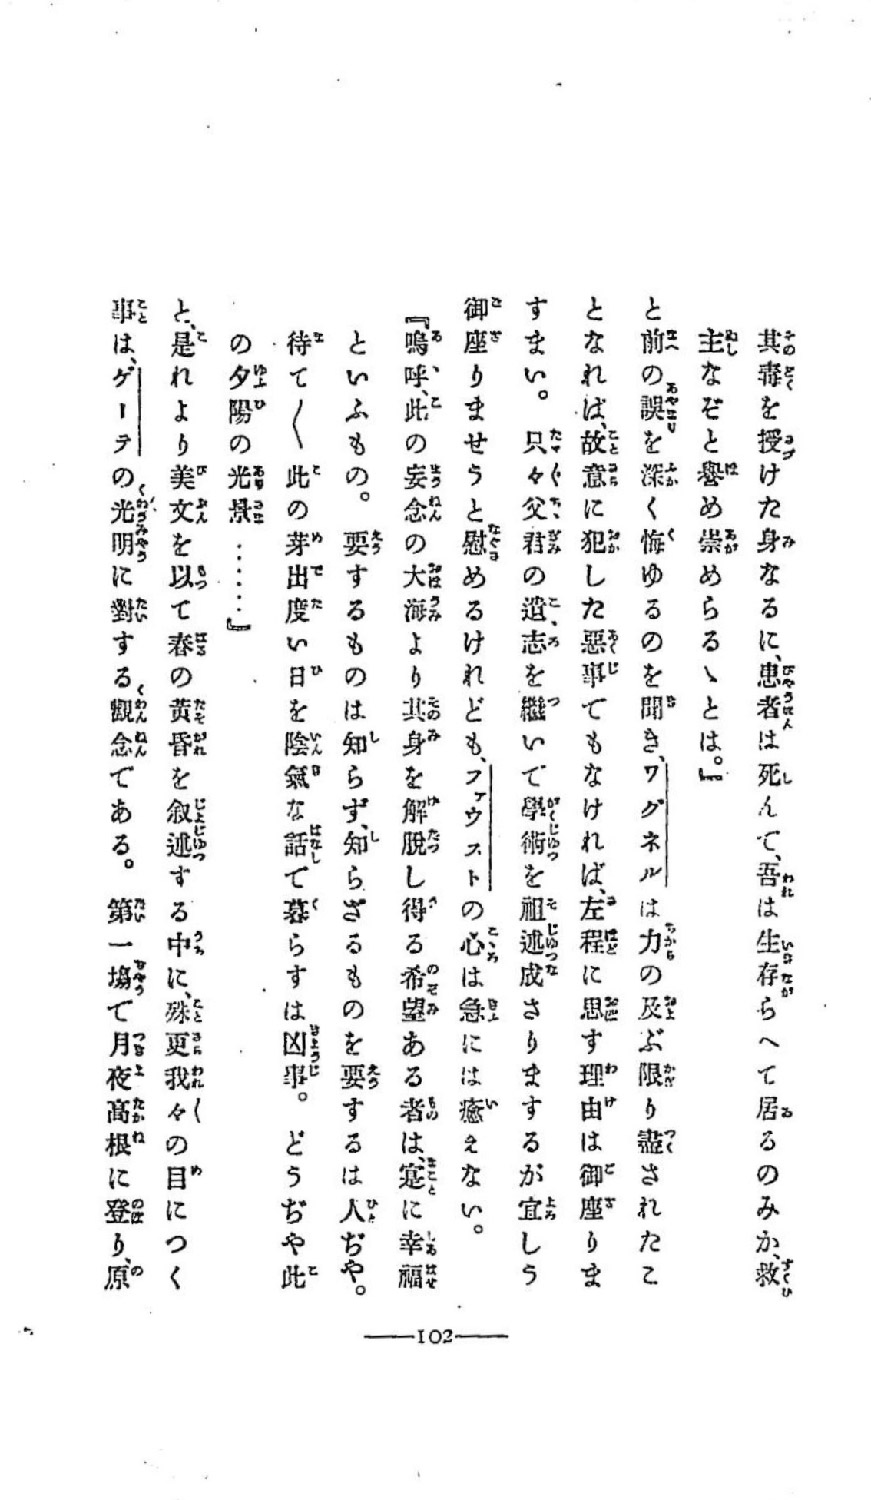 其毒を授けた身なるに、患者は死んで、吾は生存らへて居るのみか、救
主なぞと譽め崇めらるゝとは。』
と前の誤を深く悔ゆるのを聞き、ワグネルは力の及ぶ限り盡されたこ
となれば、故意に犯した惡事でもなければ、左程に思す理由は御座りま
すまい。只々父君の遺志を繼いで學術を祖述成さりまするが宜しう
御座りませうと慰めるけれども、ファウストの心は急には癒えない。
『嗚呼、此の妄念の大海より其身を解脱し得る希望ある者は、寔に幸福
といふもの。要するものは知らず、知らざるものを要するは人ぢや。
待て〱此の芽出度い日を陰氣な話で暮らすは凶事。どうぢや此
の夕陽の光景……』
と、是れより美文を以て春の黄昏を叙述する中に、殊更我々の目につく
事は、ゲーテの光明に對する觀念である。第一塲で月夜高根に登り、原
102